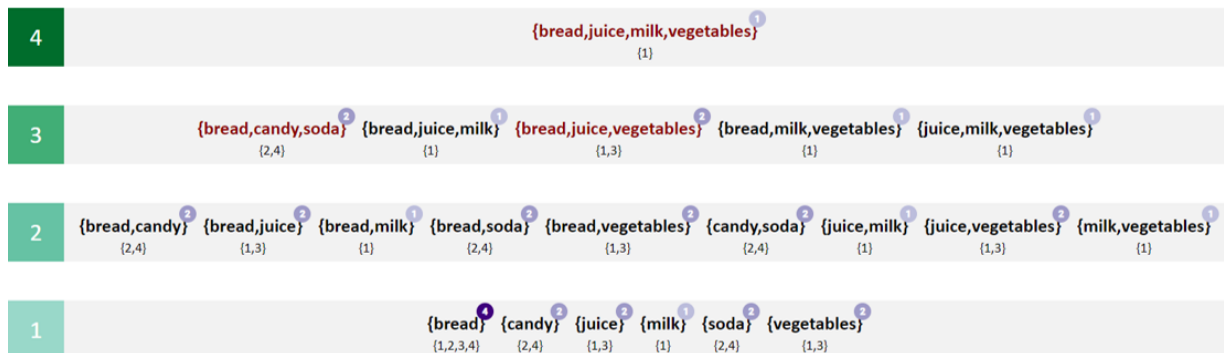 4
{bread,juice,milk,vegetables} 1
{1}
3
{bread,candy,soda} 2 {bread,juice,milk} 1 {bread,juice,vegetables} 2 {bread,milk,vegetables} 1 {juice,milk,vegetables} 1
{2,4} {1} {1,3} {1} {1}
2
{bread,candy} 2 {bread,juice} 2 {bread,milk} 1 {bread,soda} 2 {bread,vegetables} 2 {candy,soda} 2 {juice,milk} 1 {juice,vegetables} 2 {milk,vegetables} 1
{2,4} {1,3} {1} {2,4} {1,3} {2,4} {1} {1,3} {1}
1
{bread} 4 {candy} 2 {juice} 2 {milk} 1 {soda} 2 {vegetables} 2
{1,2,3,4} {2,4} {1,3} {1} {2,4} {1,3}